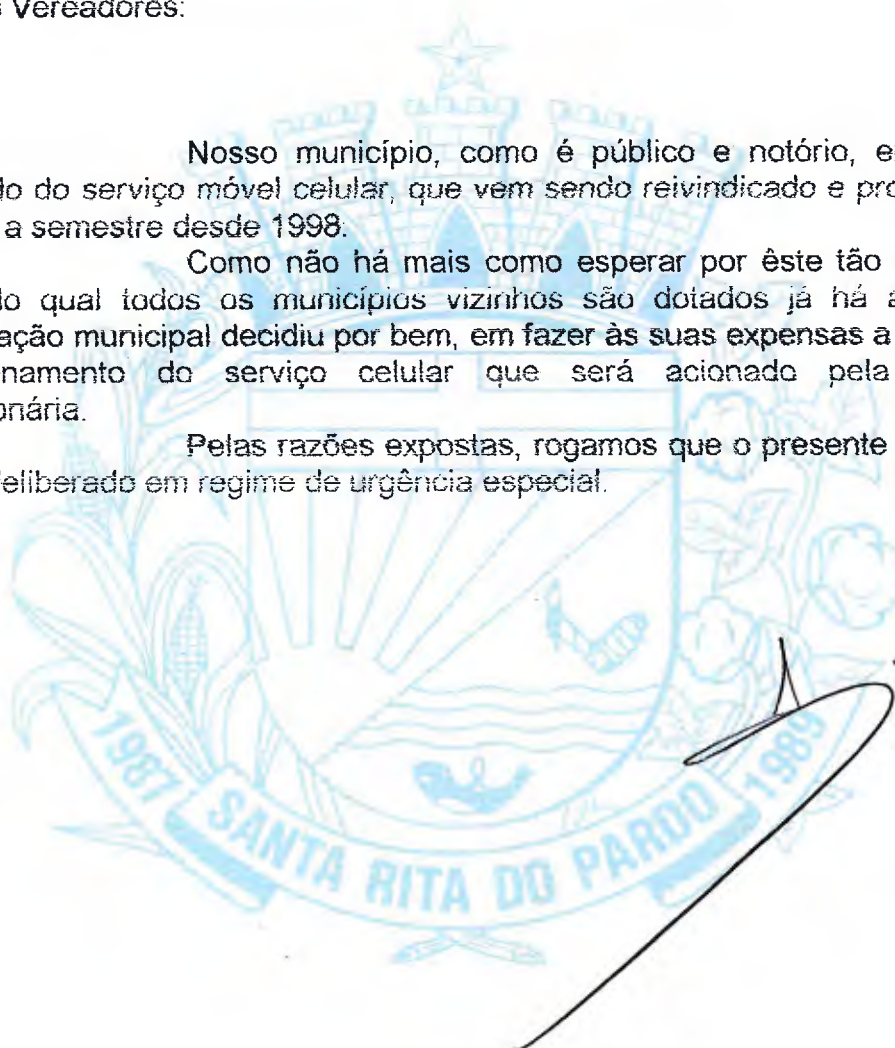 Vereadores:
Nosso município, como é público e notório, e
do do serviço móvel celular, que vem sendo reivindicado e pro
a semestre desde 1998.
Como não há mais como esperar por êste tão
do qual todos os municípios vizinhos são dotados já há a
ação municipal decidiu por bem, em fazer às suas expensas a
namento do serviço celular que será acionado pela
onária.
Pelas razões expostas, rogamos que o presente
eliberado em regime de urgência especial.
1987
SANTA RITA DO PARDO
1989